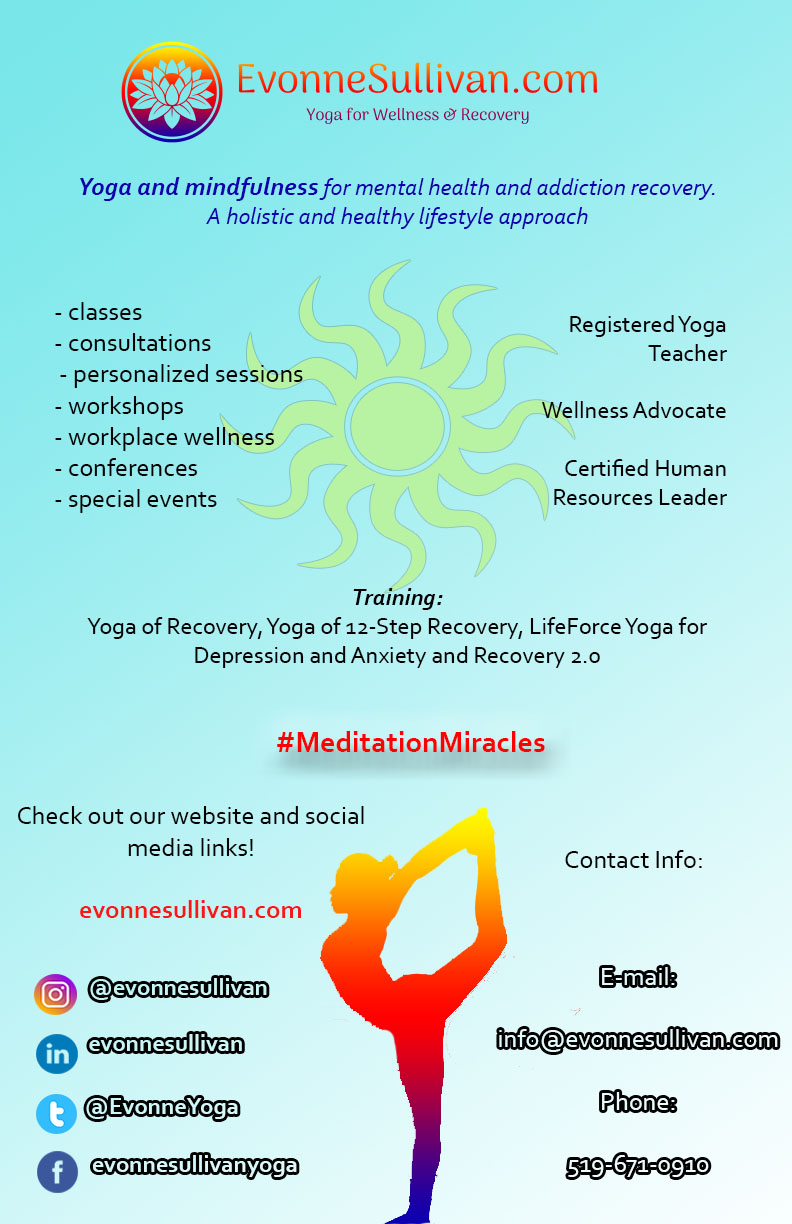 EvonneSullivan.com
Yoga for Wellness & Recovery
Yoga and mindfulness for mental health and addiction recovery.
A holistic and healthy lifestyle approach
- classes
- consultations
- personalized sessions
- workshops
- workplace wellness
- conferences
- special events
Registered Yoga
Teacher
Wellness Advocate
Certified Human
Resources Leader
Training:
Yoga of Recovery, Yoga of 12-Step Recovery, LifeForce Yoga for
Depression and Anxiety and Recovery 2.0
#MeditationMiracles
Check out our website and social
media links!
evonnesullivan.com
@evonnesullivan
in evonnesullivan
@EvonneYoga
evonnesullivanyoga
Contact Info:
E-mail:
info@evonnesullivan.com
Phone:
519-671-0910